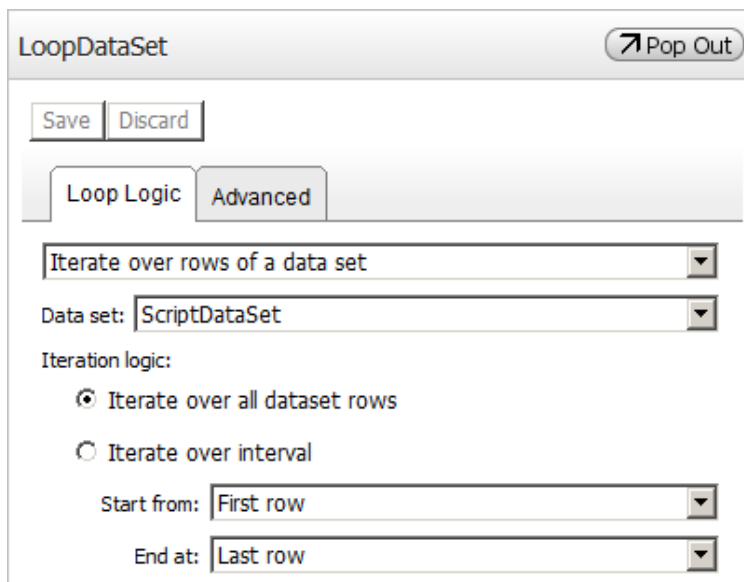 LoopDataSet Pop Out
Save Discard
Loop Logic Advanced
Iterate over rows of a data set
Data set: ScriptDataSet
Iteration logic:
Iterate over all dataset rows
Iterate over interval
Start from: First row
End at: Last row